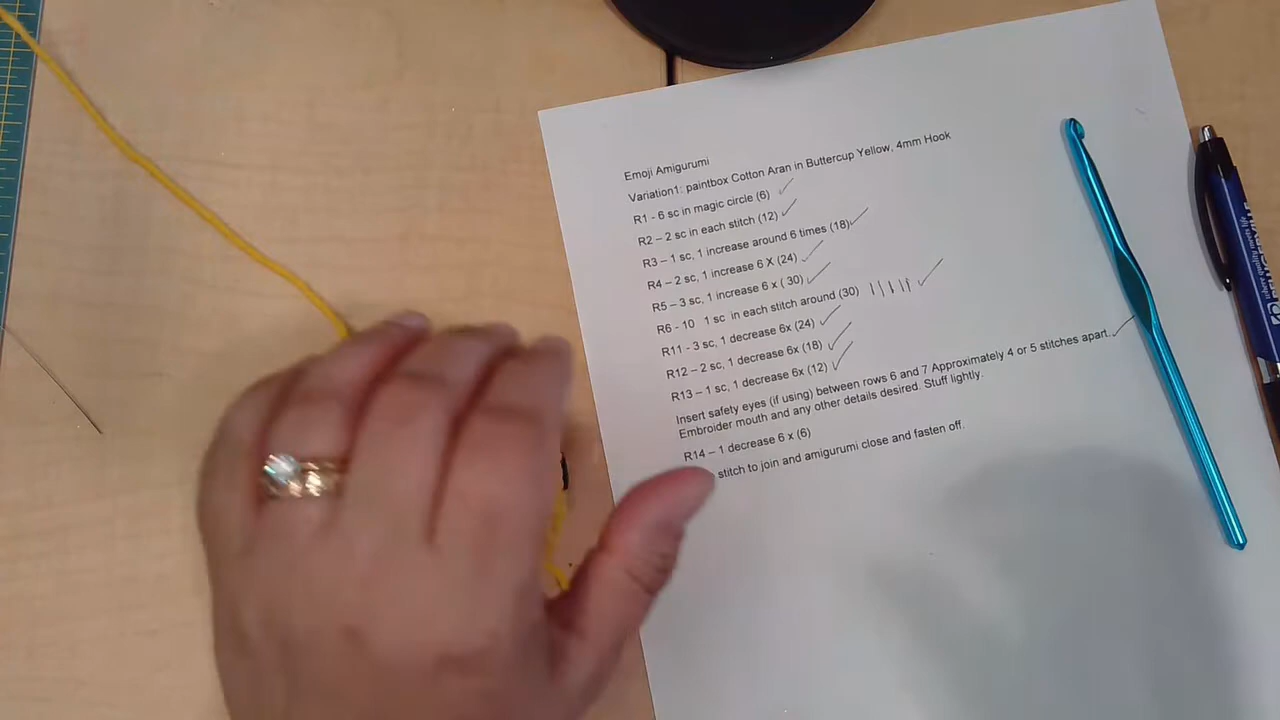 Emoji Amigurumi
Variation1: paintbox Cotton Aran in Buttercup Yellow, 4mm Hook
R1 - 6 sc in magic circle (6)
R2 – 2 sc in each stitch (12)
R3 – 1 sc, 1 increase around 6 times (18)
R4 – 2 sc, 1 increase 6 X (24)
R5 – 3 sc, 1 increase 6 x ( 30)
R6 - 10 1 sc in each stitch around (30)
R11 - 3 sc, 1 decrease 6x (24)
R12 – 2 sc, 1 decrease 6x (18)
R13 – 1 sc, 1 decrease 6x (12)
Insert safety eyes (if using) between rows 6 and 7 Approximately 4 or 5 stitches apart.
Embroider mouth and any other details desired. Stuff lightly.
R14 – 1 decrease 6 x (6)
stitch to join and amigurumi close and fasten off.
where quality meets life